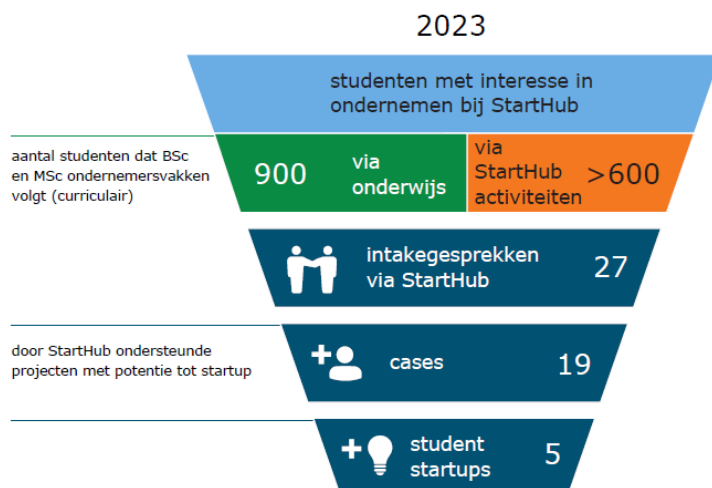 2023
studenten met interesse in
ondernemen bij StartHub
aantal studenten dat BSc
en MSc ondernemersvakken
volgt (curriculair)
900
via
onderwijs
via
StartHub
activiteiten
>600
intakegesprekken
via StartHub
27
door StartHub ondersteunde
projecten met potentie tot startup
cases
19
student
startups
5